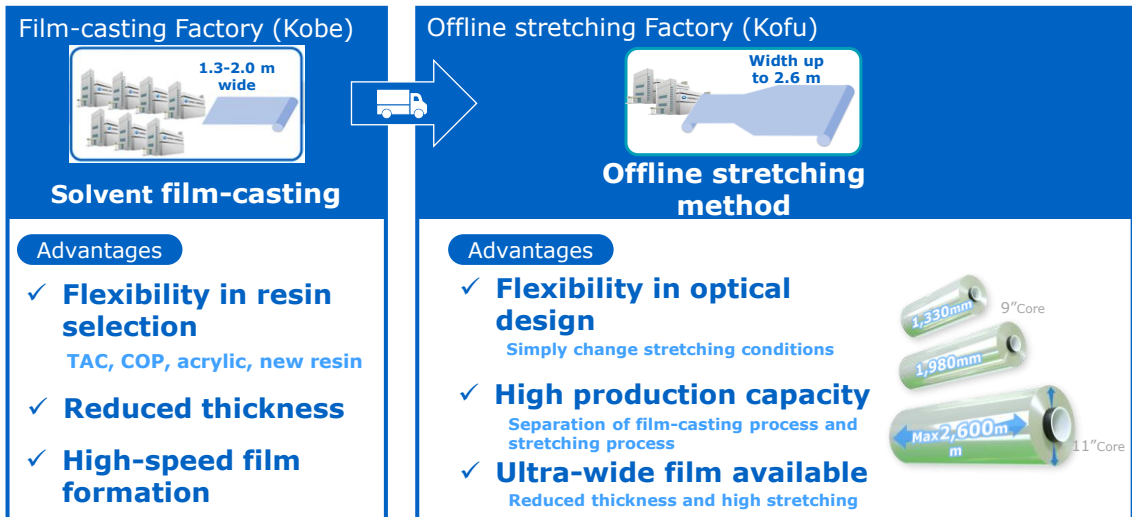 Film-casting Factory (Kobe)
1.3-2.0 m
wide
Solvent film-casting
Advantages
✓ Flexibility in resin
selection
TAC, COP, acrylic, new resin
✓ Reduced thickness
✓ High-speed film
formation
Offline stretching Factory (Kofu)
Width up
to 2.6 m
Offline stretching
method
Advantages
✓ Flexibility in optical
design
Simply change stretching conditions
✓ High production capacity
Separation of film-casting process and
stretching process
✓ Ultra-wide film available
Reduced thickness and high stretching
1,330mm
9”Core
1,980mm
Max2,600m
m
11”Core